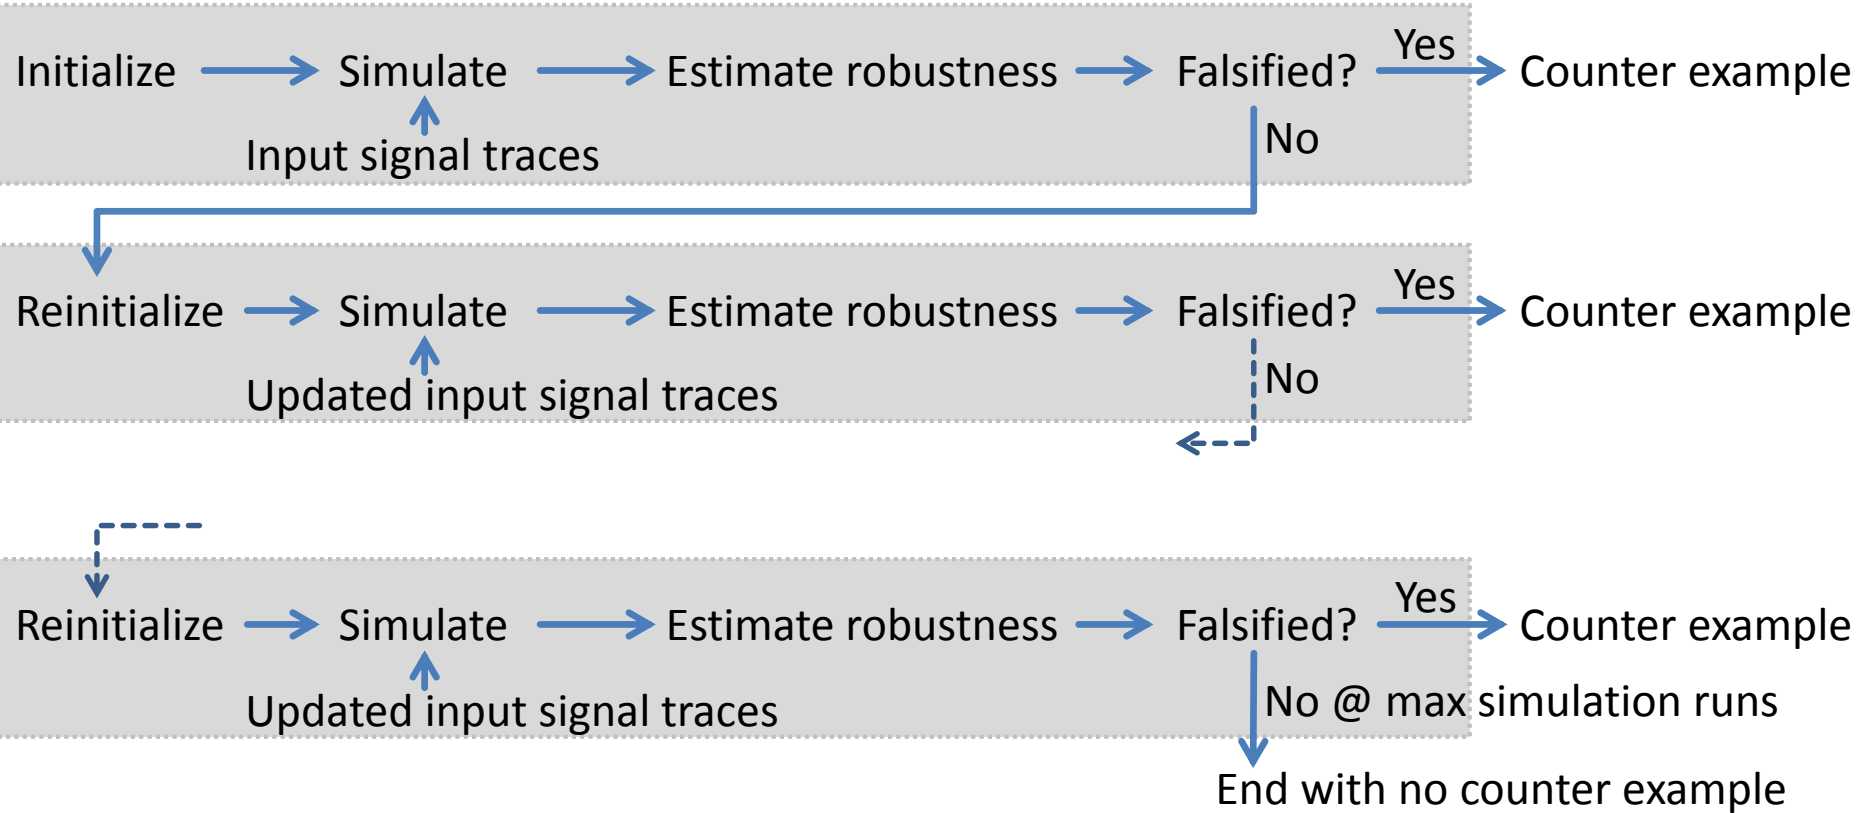 Initialize Simulate Estimate robustness Falsified? Yes Counter example
Input signal traces No
Reinitialize Simulate Estimate robustness Falsified? Yes Counter example
Updated input signal traces No
Reinitialize Simulate Estimate robustness Falsified? Yes Counter example
Updated input signal traces No @ max simulation runs
End with no counter example